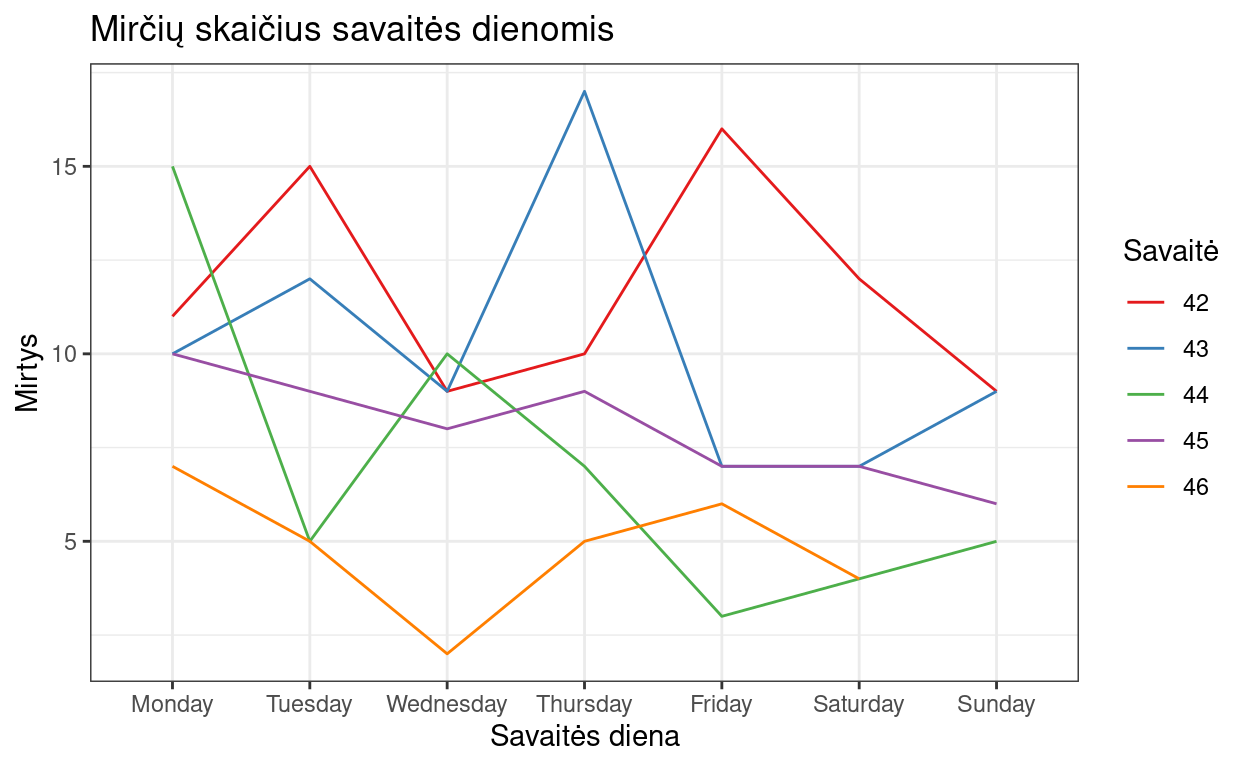 Mirčių skaičius savaitės dienomis
Mirtys
15
10
5
Monday Tuesday Wednesday Thursday Friday Saturday Sunday
Savaitės diena
Savaitė
42
43
44
45
46